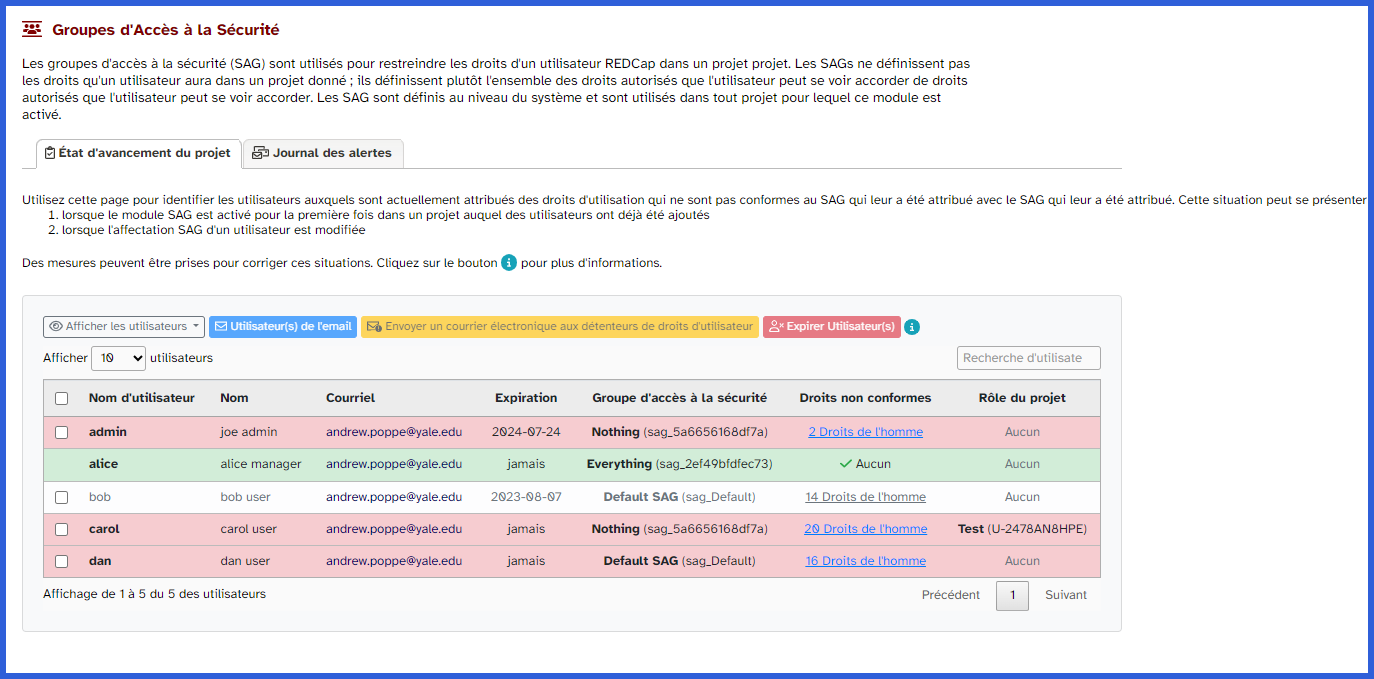 Groupes d'Accès à la Sécurité
Les groupes d'accès à la sécurité (SAG) sont utilisés pour restreindre les droits d'un utilisateur REDCap dans un projet projet. Les SAGs ne définissent pas
les droits qu'un utilisateur aura dans un projet donné ; ils définissent plutôt l'ensemble des droits autorisés que l'utilisateur peut se voir accorder de droits
autorisés que l'utilisateur peut se voir accorder. Les SAG sont définis au niveau du système et sont utilisés dans tout projet pour lequel ce module est
activé.
État d'avancement du projet Journal des alertes
Utilisez cette page pour identifier les utilisateurs auxquels sont actuellement attribués des droits d'utilisation qui ne sont pas conformes au SAG qui leur a été attribué avec le SAG qui leur a été attribué. Cette situation peut se présenter
1. lorsque le module SAG est activé pour la première fois dans un projet auquel des utilisateurs ont déjà été ajoutés
2. lorsque l'affectation SAG d'un utilisateur est modifiée
Des mesures peuvent être prises pour corriger ces situations. Cliquez sur le bouton i pour plus d'informations.
Afficher les utilisateurs Utilisateur(s) de l'email Envoyer un courrier électronique aux détenteurs de droits d'utilisateur Expirer Utilisateur(s) i
Afficher 10 utilisateurs Recherche d'utilisate
Nom d'utilisateur Nom Courriel Expiration Groupe d'accès à la sécurité Droits non conformes Rôle du projet
admin joe admin andrew.poppe@yale.edu 2024-07-24 Nothing (sag_5a6656168df7a) 2 Droits de l'homme Aucun
alice alice manager andrew.poppe@yale.edu jamais Everything (sag_2ef49bfdfec73) Aucun Aucun
bob bob user andrew.poppe@yale.edu 2023-08-07 Default SAG (sag_Default) 14 Droits de l'homme Aucun
carol carol user andrew.poppe@yale.edu jamais Nothing (sag_5a6656168df7a) 20 Droits de l'homme Test (U-2478AN8HPE)
dan dan user andrew.poppe@yale.edu jamais Default SAG (sag_Default) 16 Droits de l'homme Aucun
Affichage de 1 à 5 du 5 des utilisateurs Précédent 1 Suivant